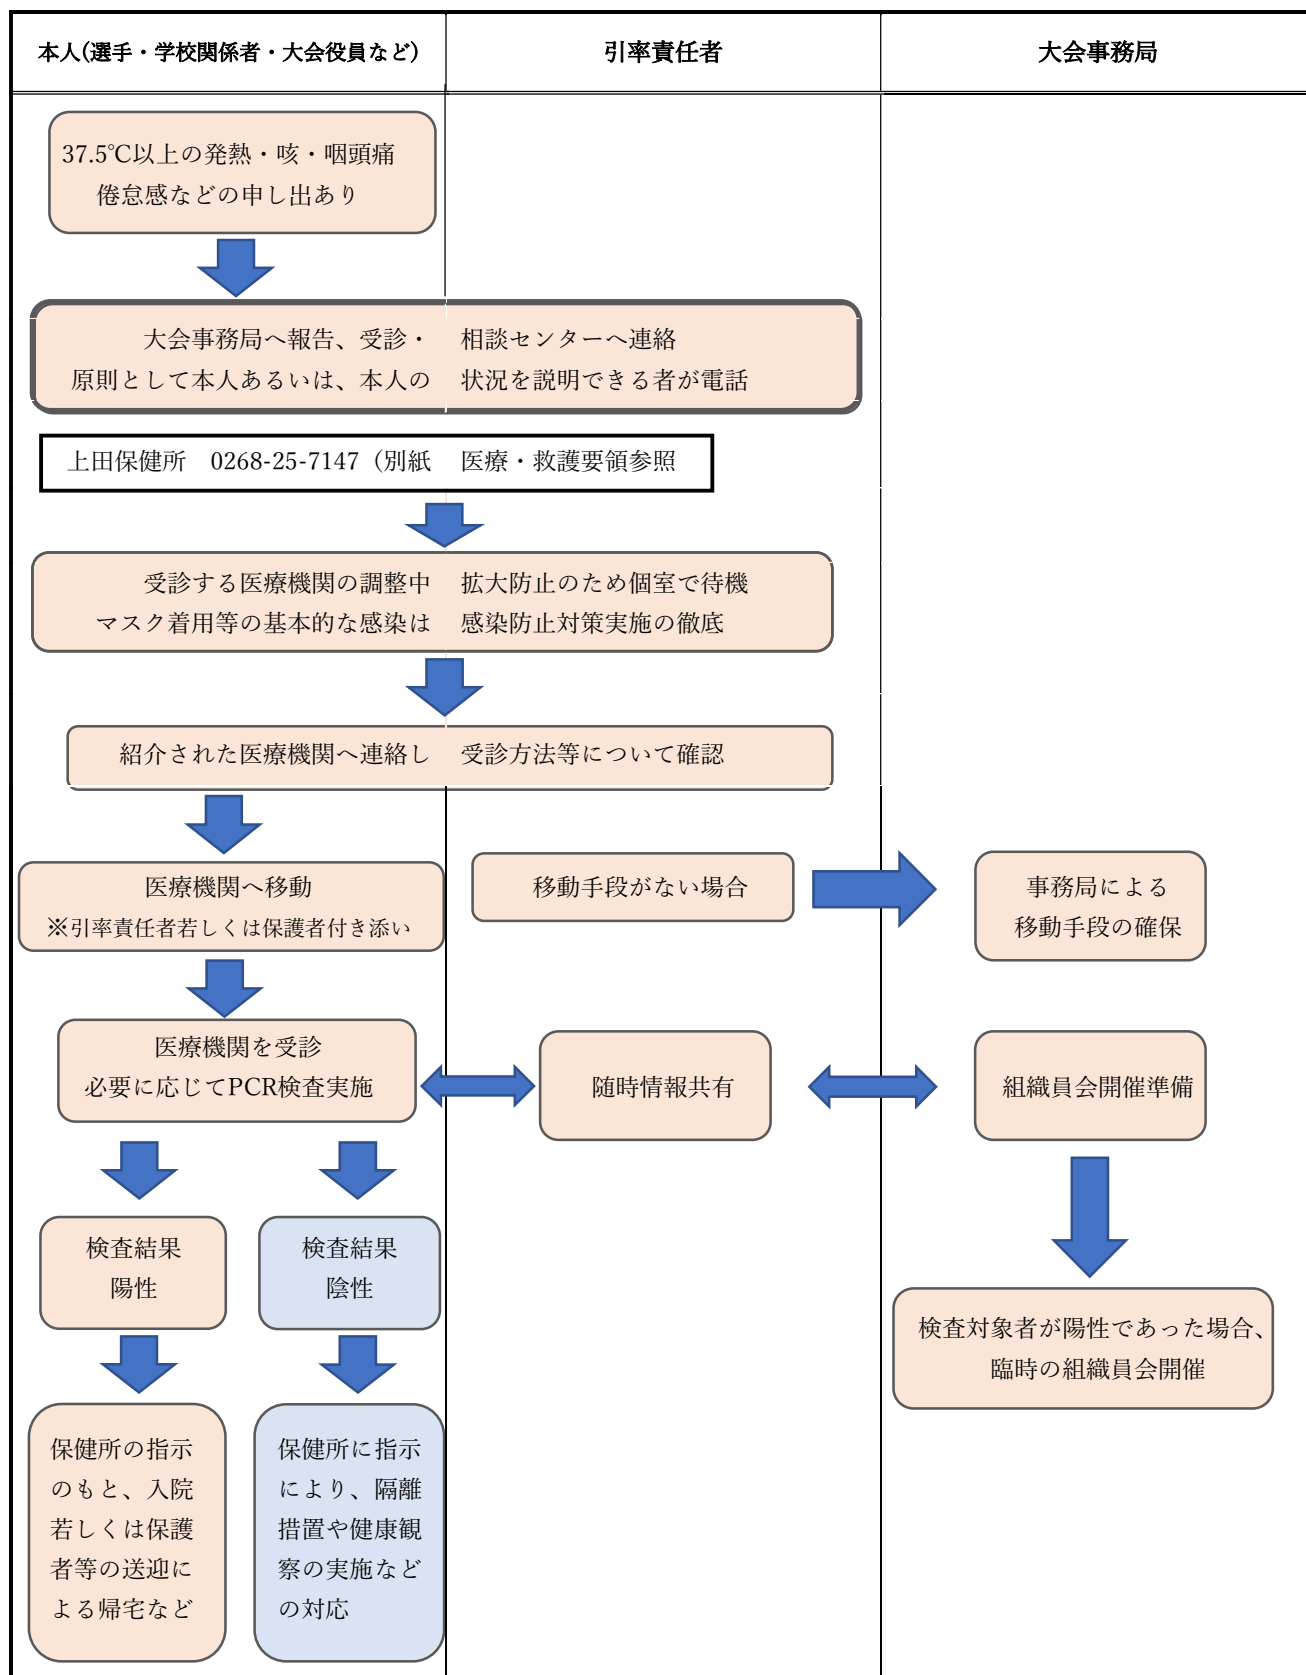 本人(選手・学校関係者・大会役員など)
引率責任者
大会事務局
37.5℃以上の発熱・咳・咽頭痛
倦怠感などの申し出あり
大会事務局へ報告、受診・ 相談センターへ連絡
原則として本人あるいは、本人の 状況を説明できる者が電話
上田保健所 0268-25-7147（別紙 医療・救護要領参照
受診する医療機関の調整中 拡大防止のため個室で待機
マスク着用等の基本的な感染は 感染防止対策実施の徹底
紹介された医療機関へ連絡し 受診方法等について確認
医療機関へ移動
※引率責任者若しくは保護者付き添い
移動手段がない場合
事務局による
移動手段の確保
医療機関を受診
必要に応じてPCR検査実施
随時情報共有
組織員会開催準備
検査結果
陽性
検査結果
陰性
検査対象者が陽性であった場合、
臨時の組織員会開催
保健所の指示
のもと、入院
若しくは保護
者等の送迎に
よる帰宅など
保健所に指示
により、隔離
措置や健康観
察の実施など
の対応